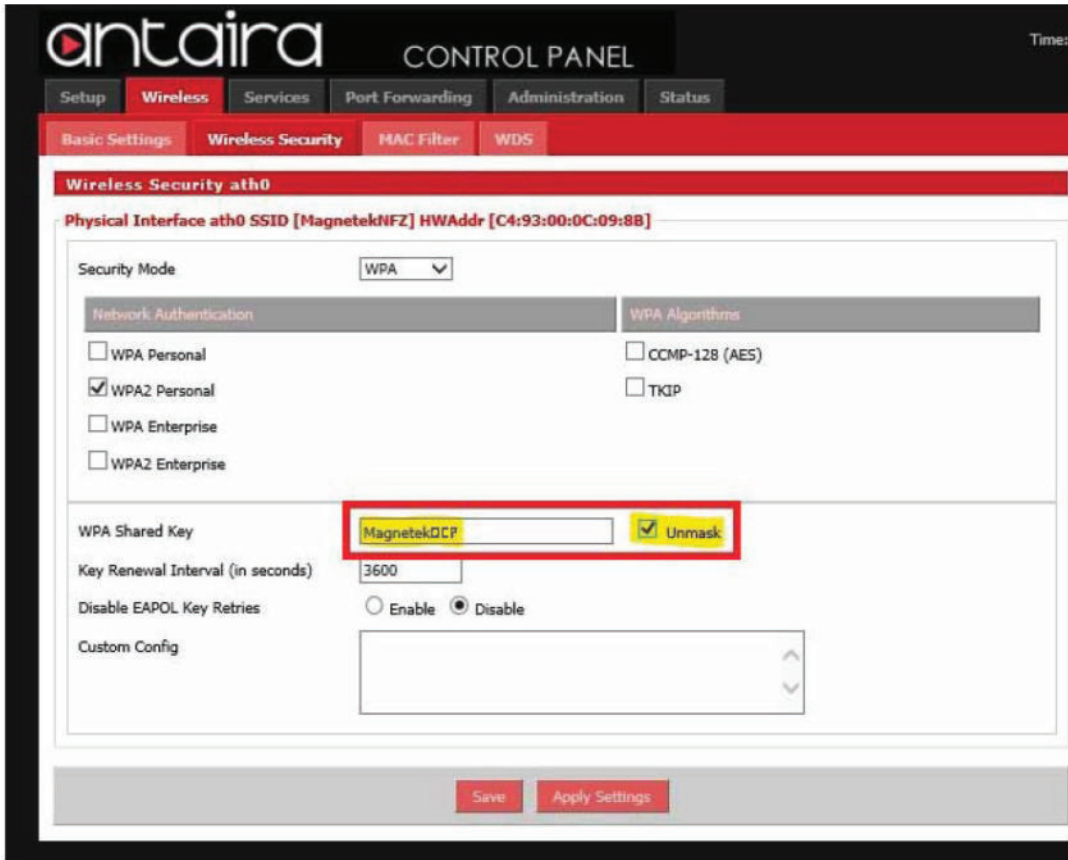 antaira CONTROL PANEL
Time:
Setup Wireless Services Port Forwarding Administration Status
Basic Settings Wireless Security MAC Filter WDS
Wireless Security ath0
Physical Interface ath0 SSID [MagnetekNFZ] HWAddr [C4:93:00:0C:09:8B]
Security Mode WPA
Network Authentication WPA Algorithms
WPA Personal CCMP-128 (AES)
WPA2 Personal TKIP
WPA Enterprise
WPA2 Enterprise
WPA Shared Key Unmask
Key Renewal Interval (in seconds) 3600
Disable EAPOL Key Retries Enable Disable
Custom Config
Save Apply Settings